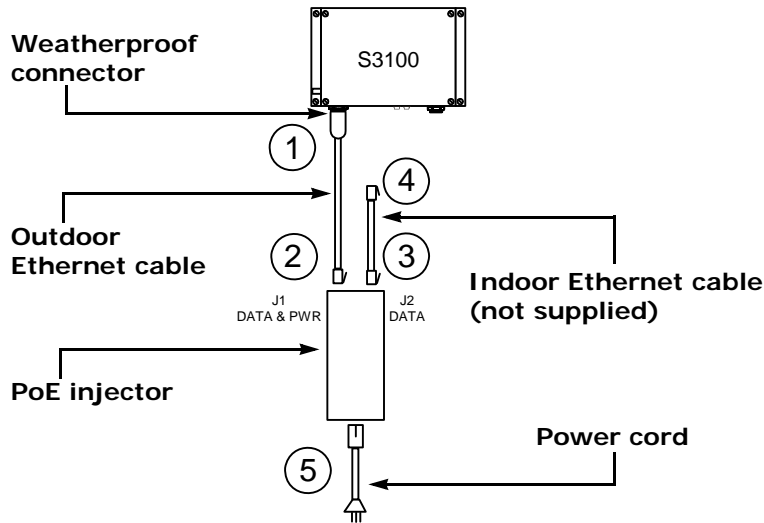 Weatherproof
connector
S3100
1
4
Outdoor
Ethernet cable
2
3
Indoor Ethernet cable
(not supplied)
J1
DATA & PWR
J2
DATA
PoE injector
Power cord
5